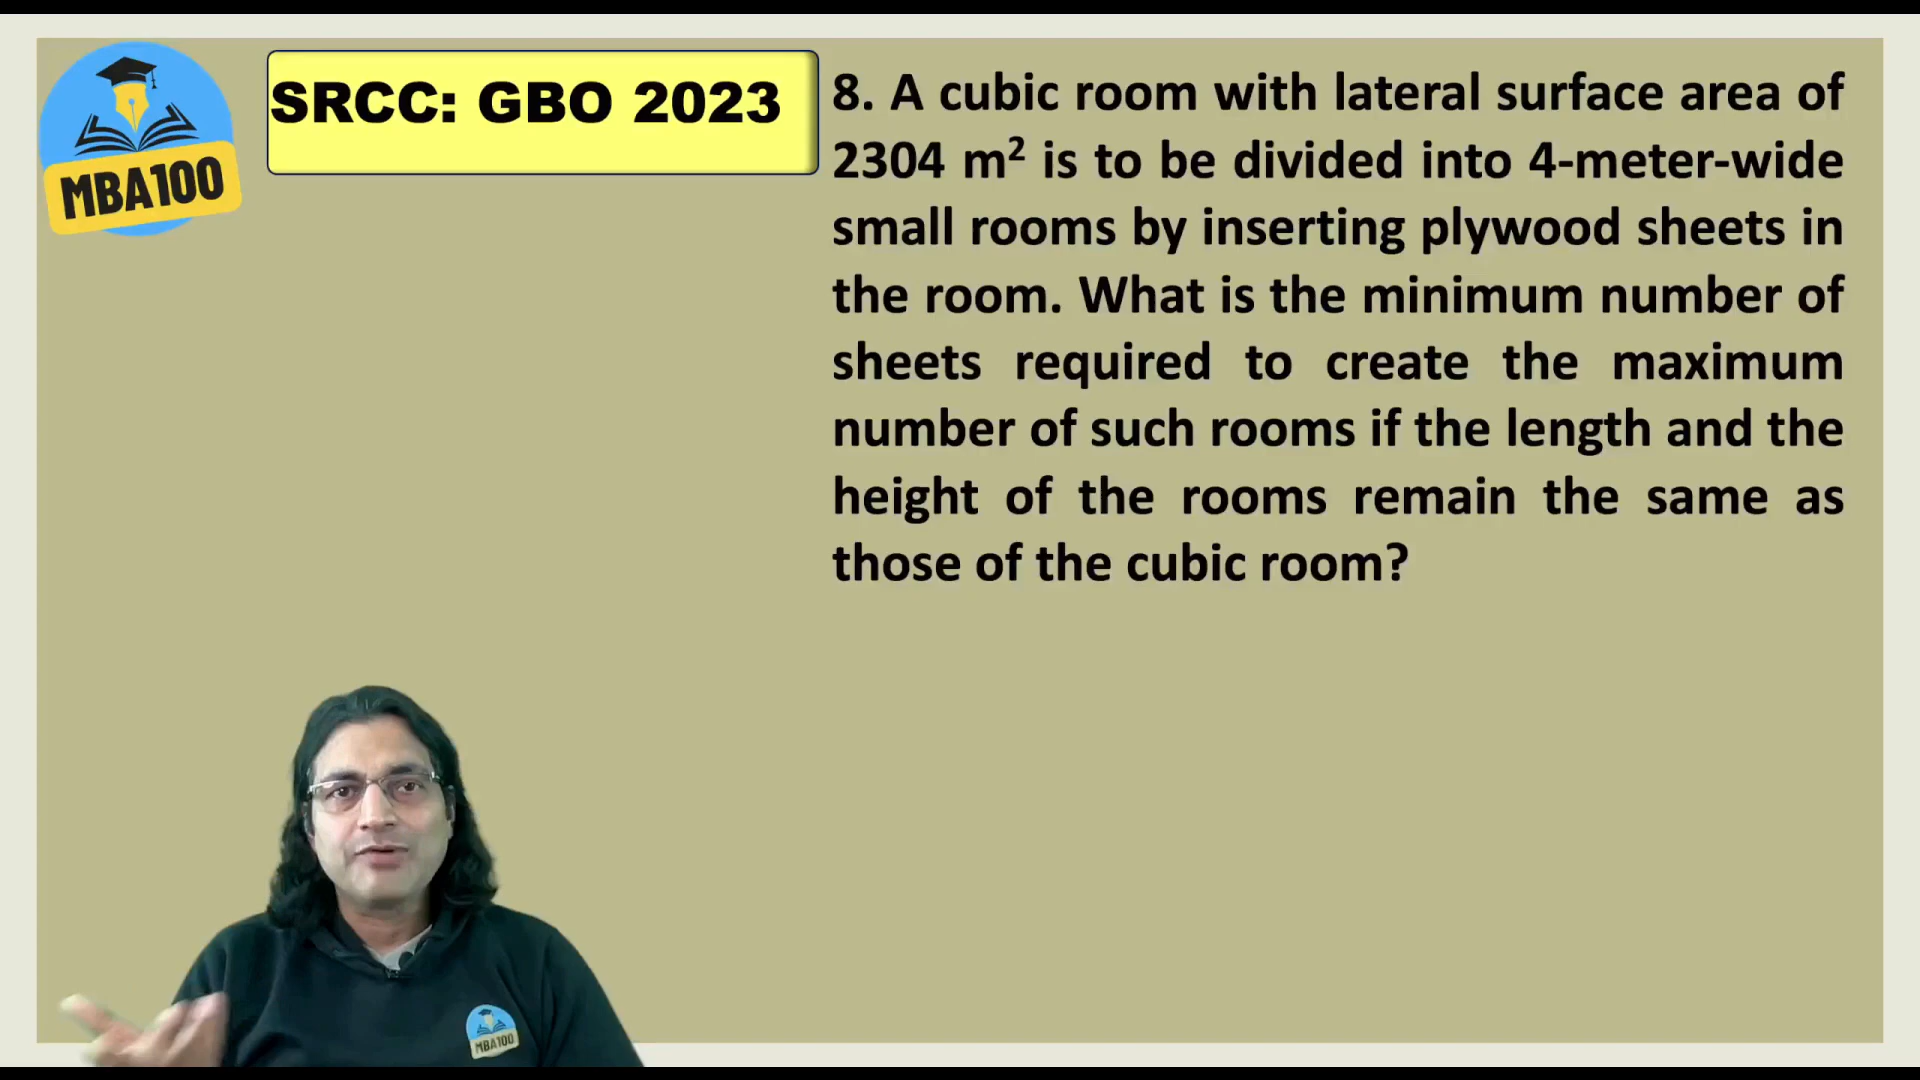 SRCC: GBO 2023
MBA100
8. A cubic room with lateral surface area of
2304 m² is to be divided into 4-meter-wide
small rooms by inserting plywood sheets in
the room. What is the minimum number of
sheets required to create the maximum
number of such rooms if the length and the
height of the rooms remain the same as
those of the cubic room?
MBA100